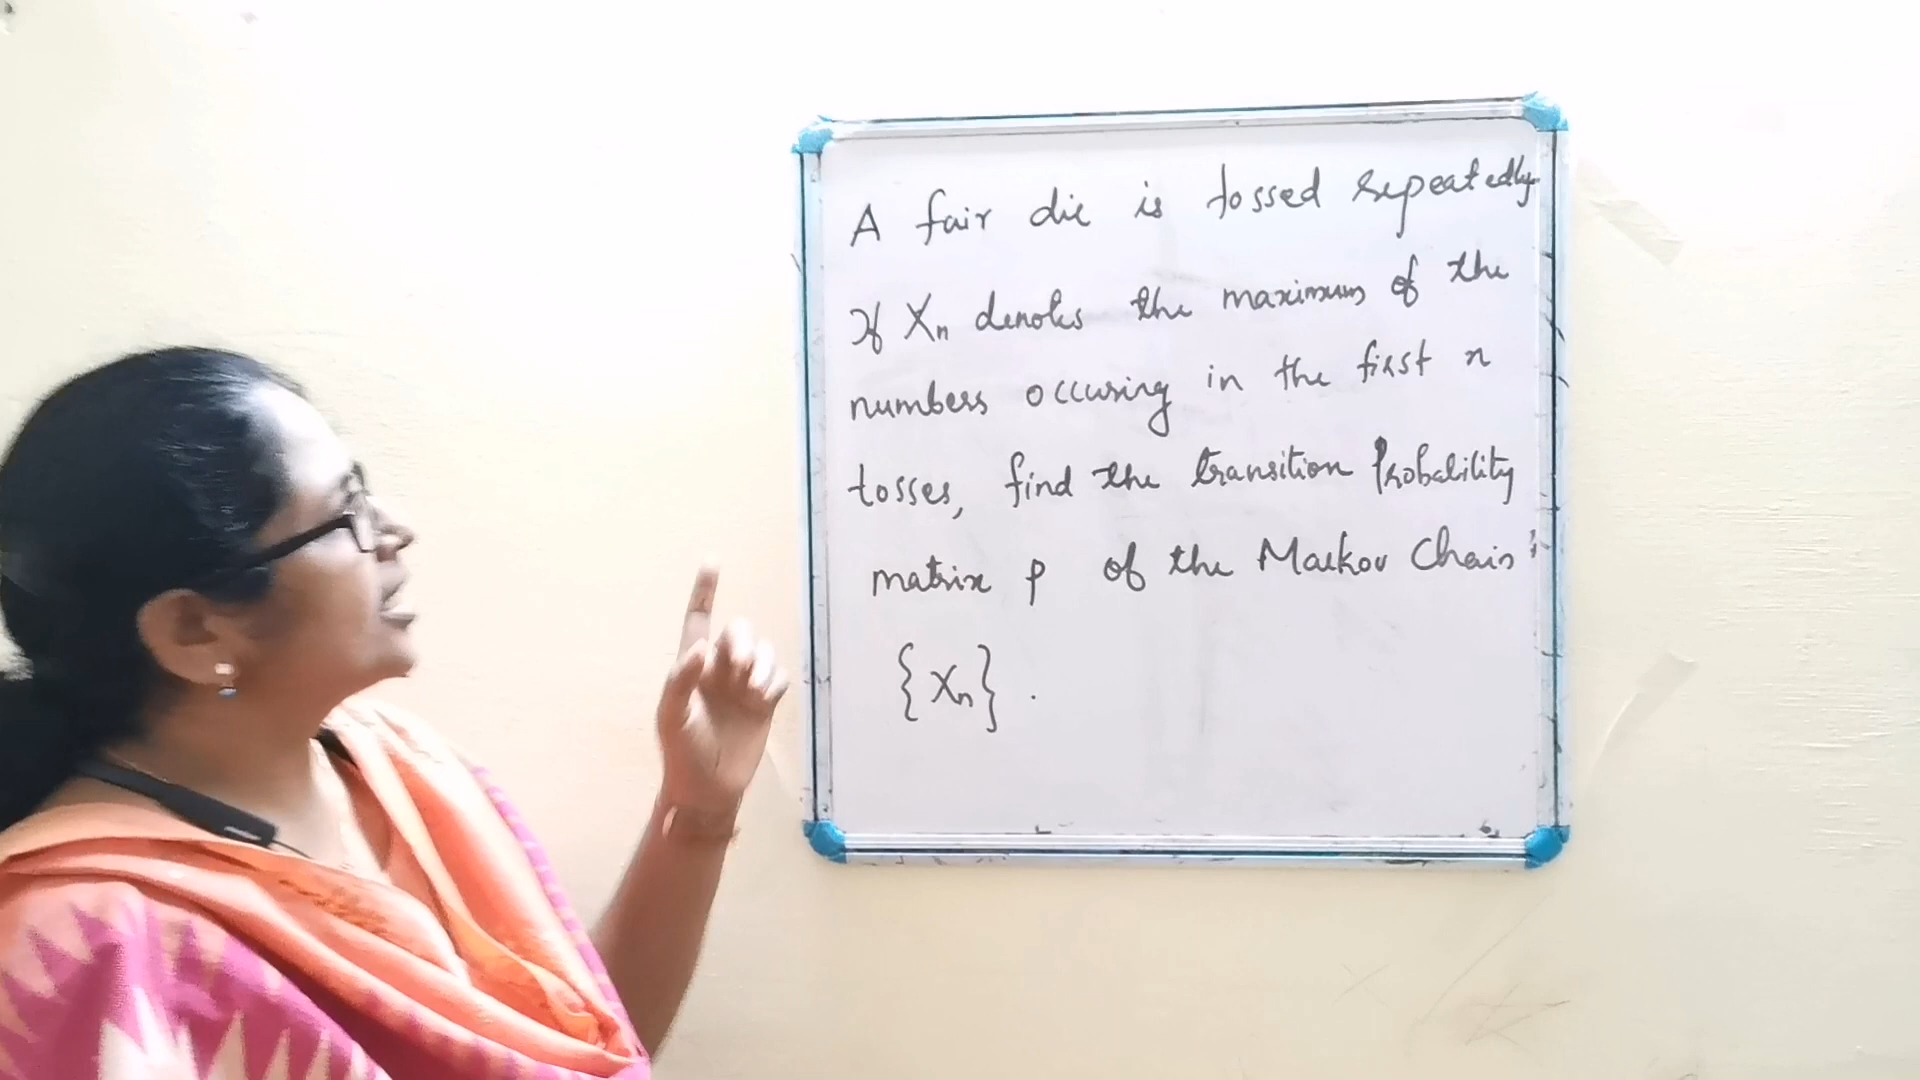 A fair die is tossed repeatedly
If Xn denotes the maximum of the
numbers occuring in the first n
tosses, find the transition Probability
matrix P of the Markov Chain
{Xn}.